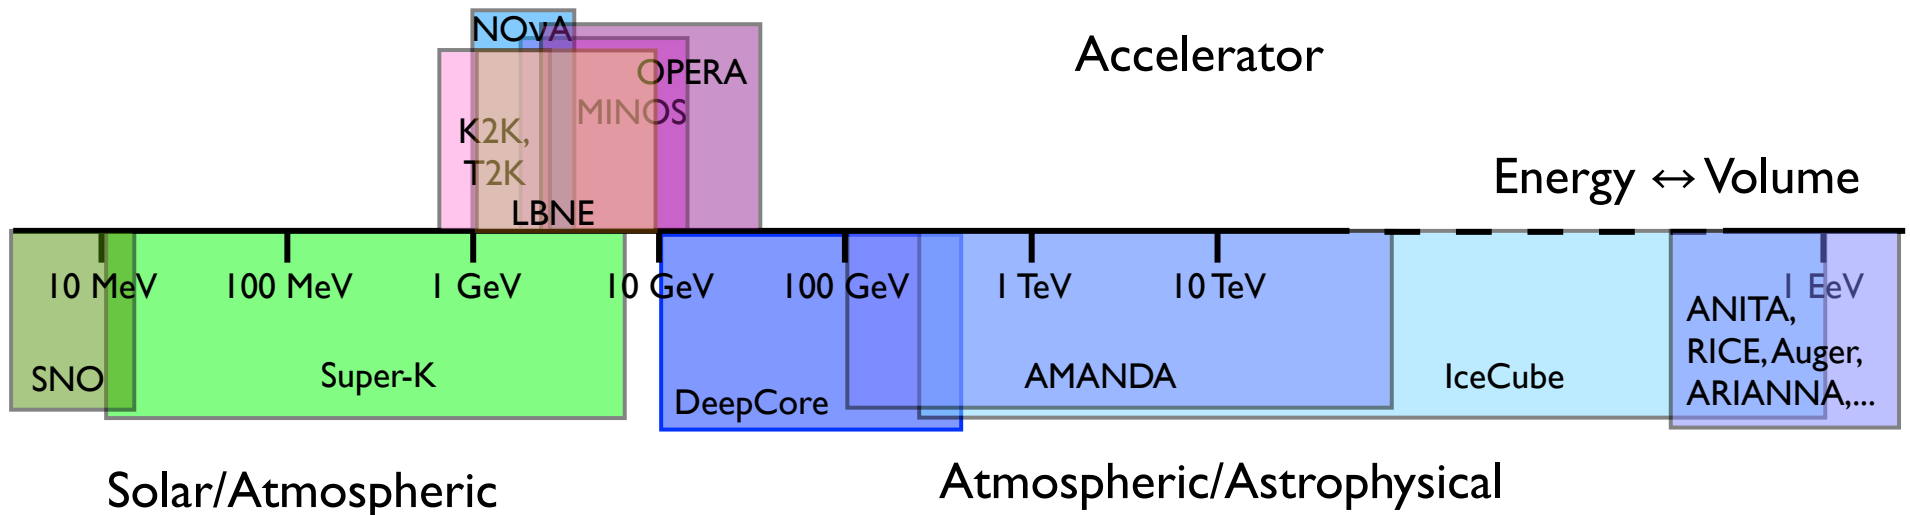 NOvA
Accelerator
OPERA
MINOS
K2K,
T2K
LBNE
Energy ↔ Volume
10 MeV
100 MeV
1 GeV
10 GeV
100 GeV
1 TeV
10 TeV
1 EeV
ANITA,
RICE, Auger,
ARIANNA,...
SNO
Super-K
DeepCore
AMANDA
IceCube
Solar/Atmospheric
Atmospheric/Astrophysical